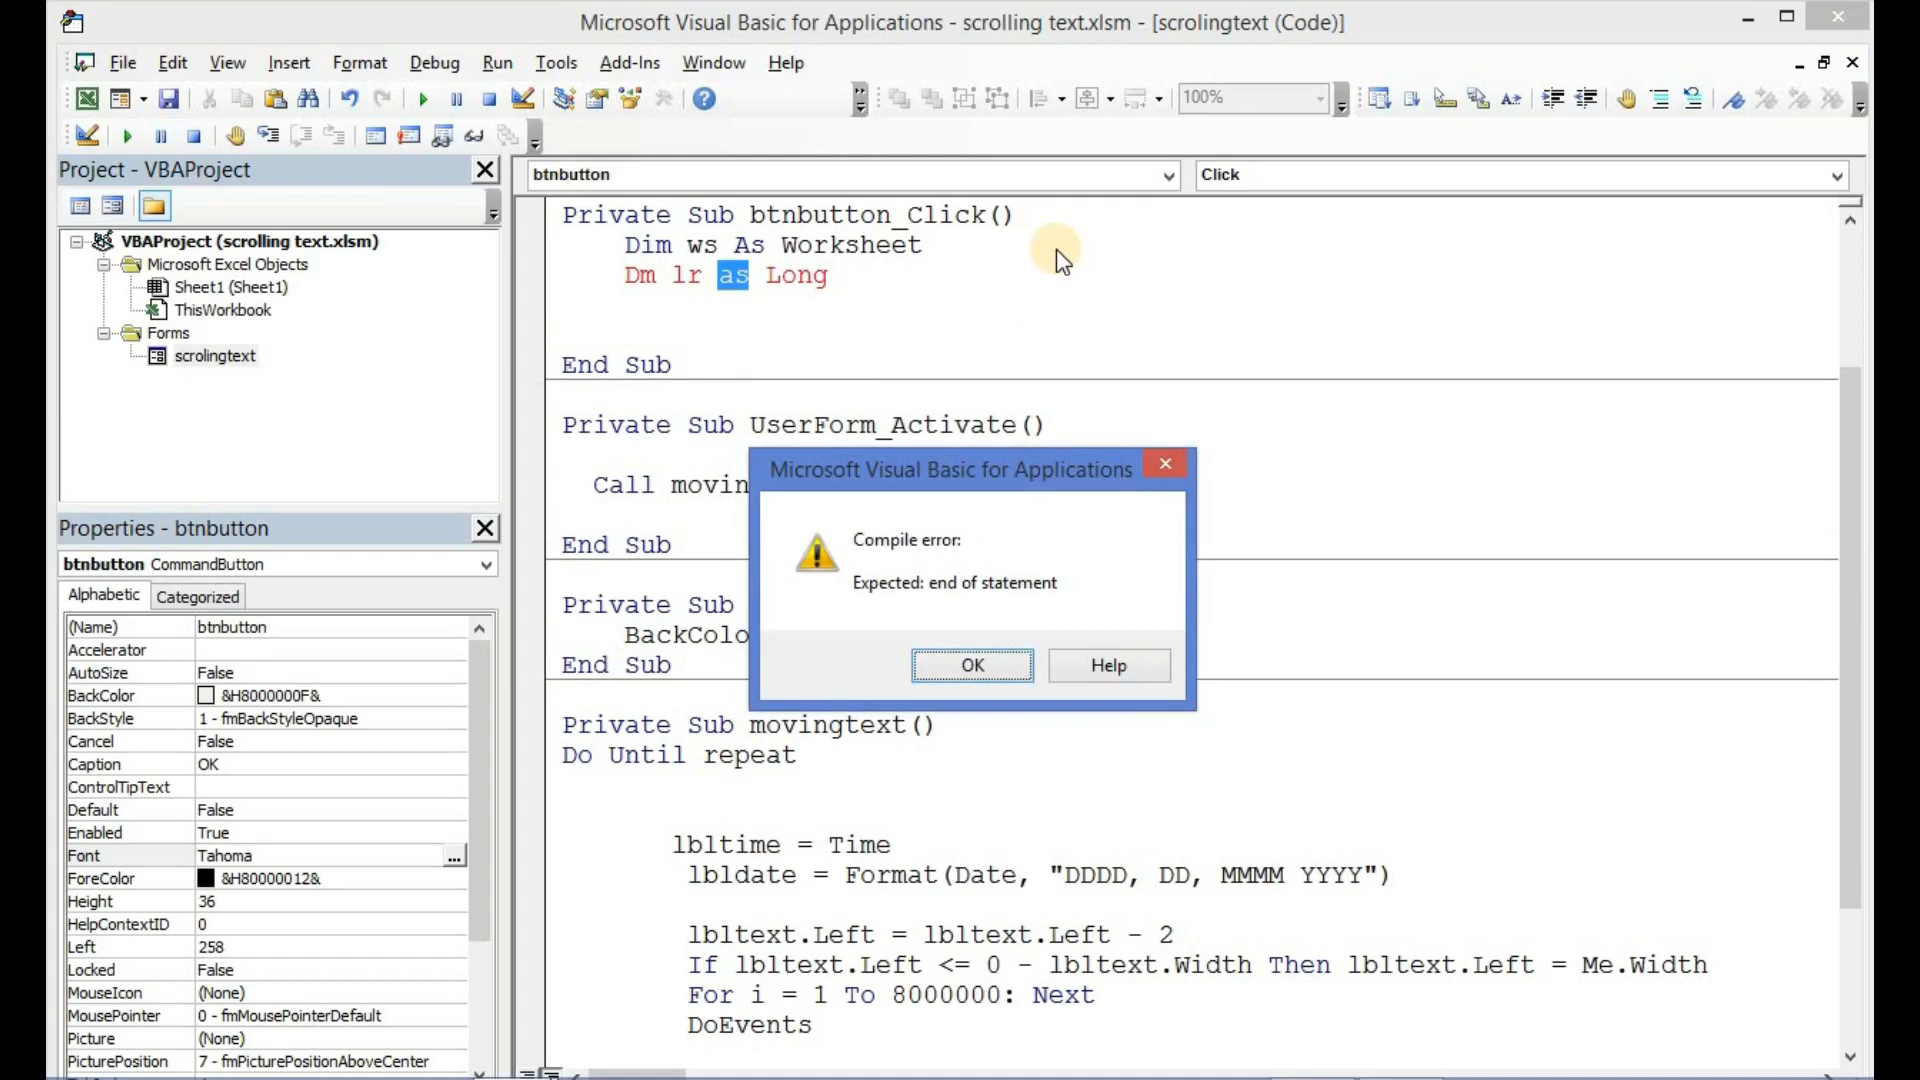 Microsoft Visual Basic for Applications - scrolling text.xlsm - [scrolingtext (Code)]
File Edit View Insert Format Debug Run Tools Add-Ins Window Help
100%
Project - VBAProject
VBAProject (scrolling text.xlsm)
Microsoft Excel Objects
Sheet1 (Sheet1)
ThisWorkbook
Forms
scrolingtext
Properties - btnbutton
btnbutton CommandButton
Alphabetic Categorized
(Name) btnbutton
Accelerator
AutoSize False
BackColor &H8000000F&
BackStyle 1 - fmBackStyleOpaque
Cancel False
Caption OK
ControlTipText
Default False
Enabled True
Font Tahoma ...
ForeColor &H80000012&
Height 36
HelpContextID 0
Left 258
Locked False
MouseIcon (None)
MousePointer 0 - fmMousePointerDefault
Picture (None)
PicturePosition 7 - fmPicturePositionAboveCenter
btnbutton Click
Private Sub btnbutton_Click()
Dim ws As Worksheet
Dm lr as Long
End Sub
Private Sub UserForm_Activate()
Call movin
End Sub
Private Sub
BackColo
End Sub
Private Sub movingtext()
Do Until repeat
lbltime = Time
lbldate = Format(Date, "DDDD, DD, MMMM YYYY")
lbltext.Left = lbltext.Left - 2
If lbltext.Left <= 0 - lbltext.Width Then lbltext.Left = Me.Width
For i = 1 To 8000000: Next
DoEvents
Microsoft Visual Basic for Applications
Compile error:
Expected: end of statement
OK Help